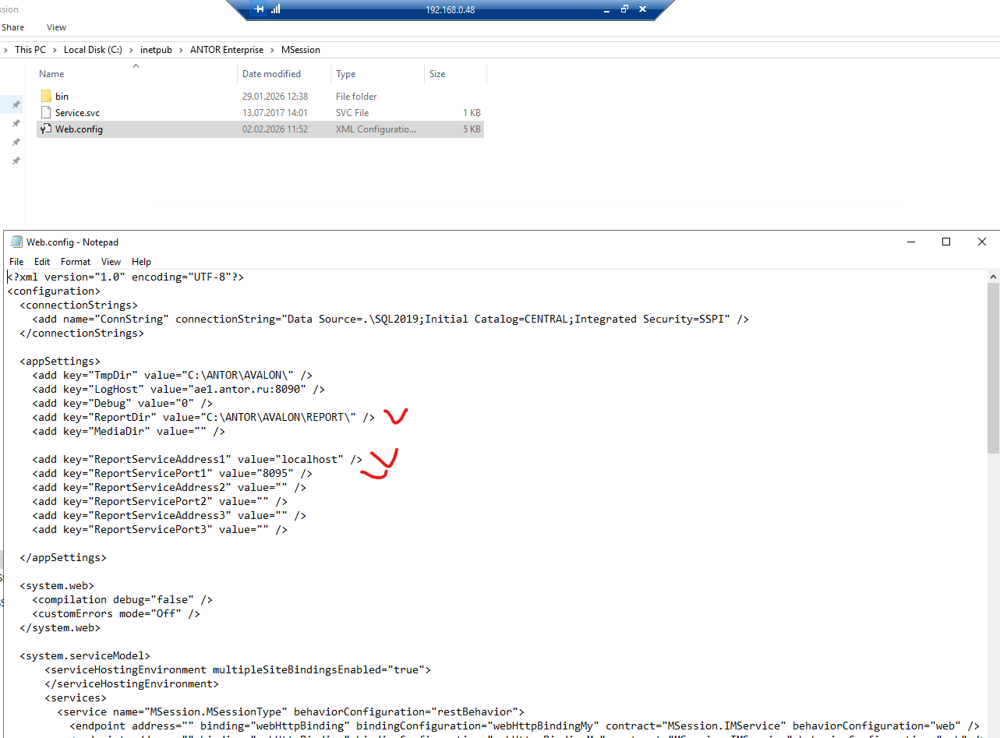 ssion
192.168.0.48
Share View
This PC > Local Disk (C:) > inetpub > ANTOR Enterprise > MSession
Name Date modified Type Size
bin 29.01.2026 12:38 File folder
Service.svc 13.07.2017 14:01 SVC File 1 KB
Web.config 02.02.2026 11:52 XML Configuratio... 5 KB
Web.config - Notepad
File Edit Format View Help
<?xml version="1.0" encoding="UTF-8"?>
<configuration>
<connectionStrings>
<add name="ConnString" connectionString="Data Source=.\SQL2019;Initial Catalog=CENTRAL;Integrated Security=SSPI" />
</connectionStrings>
<appSettings>
<add key="TmpDir" value="C:\ANTOR\AVALON\" />
<add key="LogHost" value="ae1.antor.ru:8090" />
<add key="Debug" value="0" />
<add key="ReportDir" value="C:\ANTOR\AVALON\REPORT\" />
<add key="MediaDir" value="" />
<add key="ReportServiceAddress1" value="localhost" />
<add key="ReportServicePort1" value="8095" />
<add key="ReportServiceAddress2" value="" />
<add key="ReportServicePort2" value="" />
<add key="ReportServiceAddress3" value="" />
<add key="ReportServicePort3" value="" />
</appSettings>
<system.web>
<compilation debug="false" />
<customErrors mode="Off" />
</system.web>
<system.serviceModel>
<serviceHostingEnvironment multipleSiteBindingsEnabled="true">
</serviceHostingEnvironment>
<services>
<service name="MSession.MSessionType" behaviorConfiguration="restBehavior">
<endpoint address="" binding="webHttpBinding" bindingConfiguration="webHttpBindingMy" contract="MSession.IMService" behaviorConfiguration="web" />